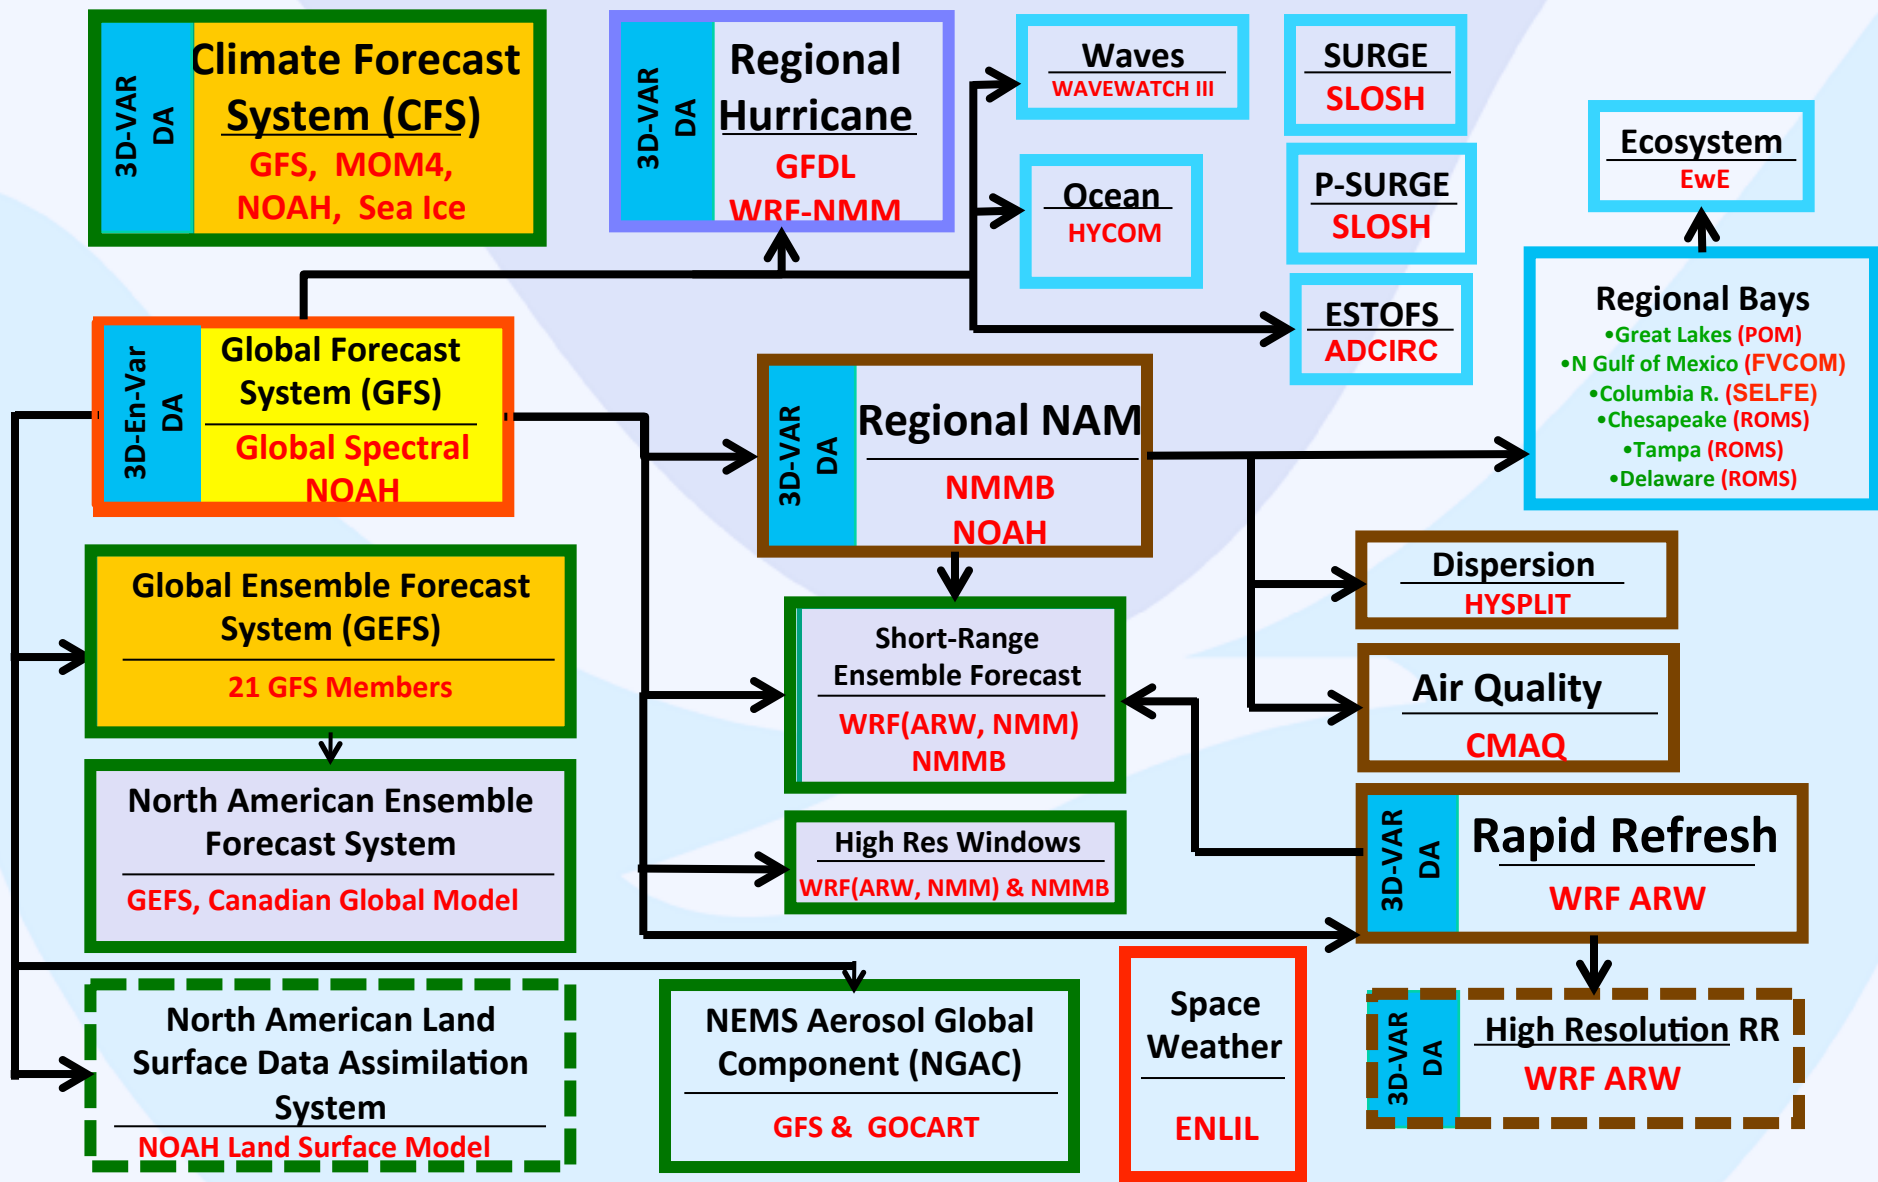 3D-VAR
DA
Climate Forecast
System (CFS)
GFS, MOM4,
NOAH, Sea Ice
3D-VAR
DA
Regional
Hurricane
GFDL
WRF-NMM
Waves
WAVEWATCH III
SURGE
SLOSH
Ocean
HYCOM
P-SURGE
SLOSH
Ecosystem
EwE
ESTOFS
ADCIRC
Regional Bays
•Great Lakes (POM)
•N Gulf of Mexico (FVCOM)
•Columbia R. (SELFE)
•Chesapeake (ROMS)
•Tampa (ROMS)
•Delaware (ROMS)
3D-En-Var
DA
Global Forecast
System (GFS)
Global Spectral
NOAH
3D-VAR
DA
Regional NAM
NMMB
NOAH
Global Ensemble Forecast
System (GEFS)
21 GFS Members
Short-Range
Ensemble Forecast
WRF(ARW, NMM)
NMMB
Dispersion
HYSPLIT
Air Quality
CMAQ
North American Ensemble
Forecast System
GEFS, Canadian Global Model
High Res Windows
WRF(ARW, NMM) & NMMB
3D-VAR
DA
Rapid Refresh
WRF ARW
North American Land
Surface Data Assimilation
System
NOAH Land Surface Model
NEMS Aerosol Global
Component (NGAC)
GFS & GOCART
Space
Weather
ENLIL
3D-VAR
DA
High Resolution RR
WRF ARW